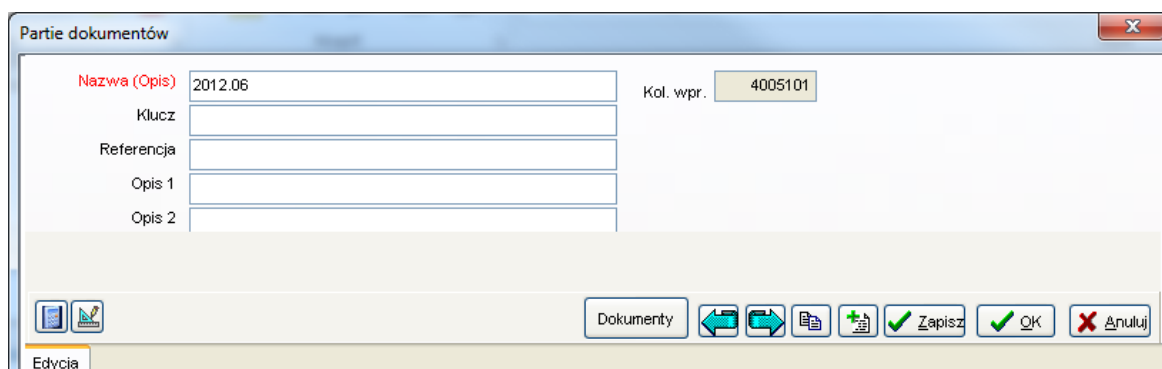 Partie dokumentów
Nazwa (Opis) 2012.06 Kol. wpr. 4005101
Klucz
Referencja
Opis 1
Opis 2
Dokumenty Zapisz OK Anuluj
Edycja